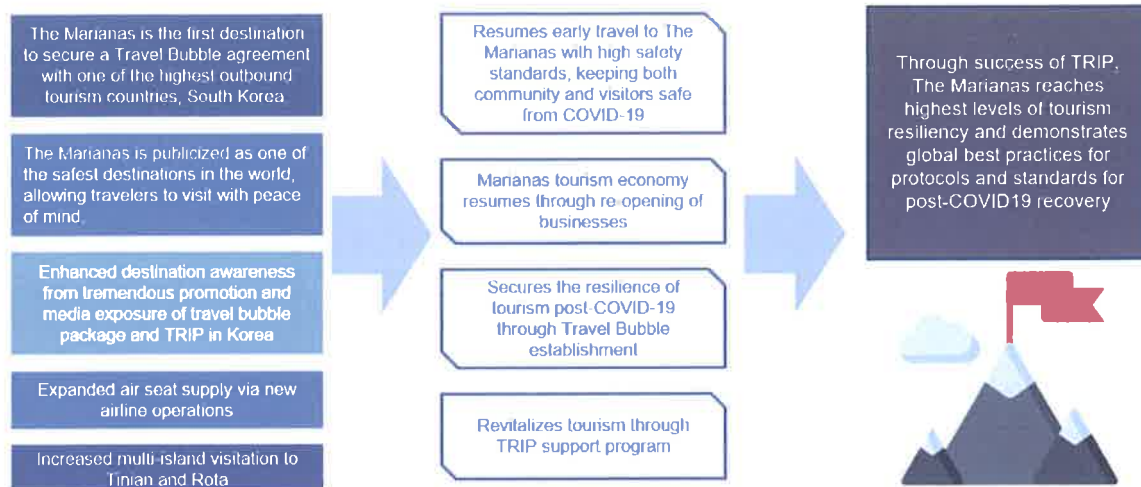 The Marianas is the first destination
to secure a Travel Bubble agreement
with one of the highest outbound
tourism countries, South Korea
The Marianas is publicized as one of
the safest destinations in the world,
allowing travelers to visit with peace
of mind.
Enhanced destination awareness
from tremendous promotion and
media exposure of travel bubble
package and TRIP in Korea
Expanded air seat supply via new
airline operations
Increased multi-island visitation to
Tinian and Rota
Resumes early travel to The
Marianas with high safety
standards, keeping both
community and visitors safe
from COVID-19
Marianas tourism economy
resumes through re-opening of
businesses
Secures the resilience of
tourism post-COVID-19
through Travel Bubble
establishment
Revitalizes tourism through
TRIP support program
Through success of TRIP,
The Marianas reaches
highest levels of tourism
resiliency and demonstrates
global best practices for
protocols and standards for
post-COVID19 recovery